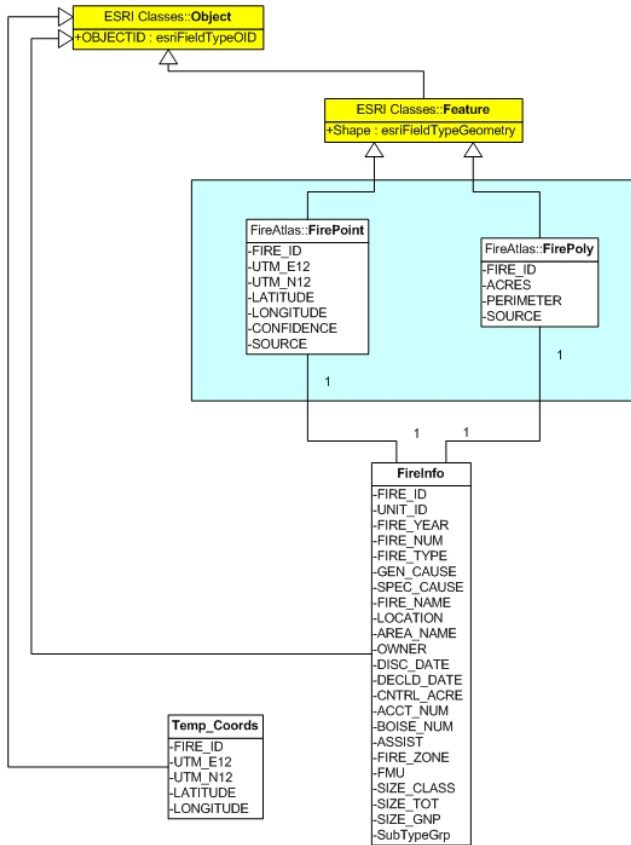 ESRI Classes::Object
+OBJECTID : esriFieldTypeOID
ESRI Classes::Feature
+Shape : esriFieldTypeGeometry
FireAtlas::FirePoint
-FIRE_ID
-UTM_E12
-UTM_N12
-LATITUDE
-LONGITUDE
-CONFIDENCE
-SOURCE
FireAtlas::FirePoly
-FIRE_ID
-ACRES
-PERIMETER
-SOURCE
1
1
1
1
FireInfo
-FIRE_ID
-UNIT_ID
-FIRE_YEAR
-FIRE_NUM
-FIRE_TYPE
-GEN_CAUSE
-SPEC_CAUSE
-FIRE_NAME
-LOCATION
-AREA_NAME
-OWNER
-DISC_DATE
-DECLD_DATE
-CNTRL_ACRE
-ACCT_NUM
-BOISE_NUM
-ASSIST
-FIRE_ZONE
-FMU
-SIZE_CLASS
-SIZE_TOT
-SIZE_GNP
-SubTypeGrp
Temp_Coords
-FIRE_ID
-UTM_E12
-UTM_N12
-LATITUDE
-LONGITUDE